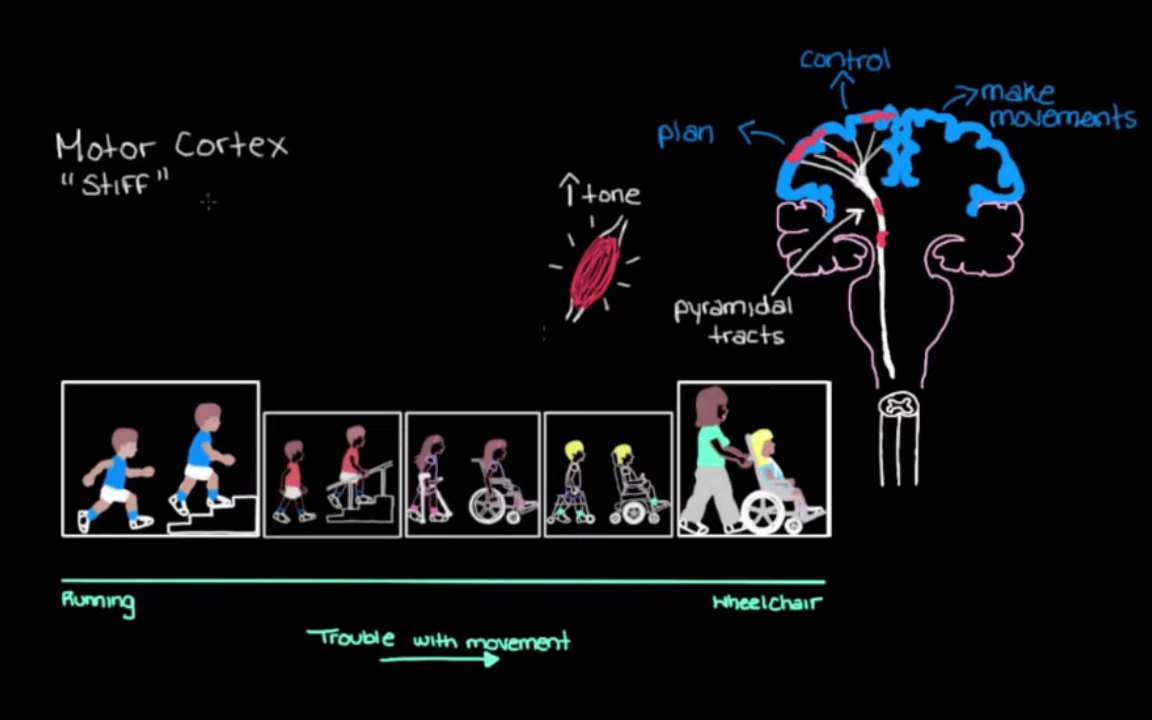 control
make
movements
plan
Motor Cortex
"STIFF"
↑ tone
pyramidal
tracts
Running
Wheelchair
Trouble with movement